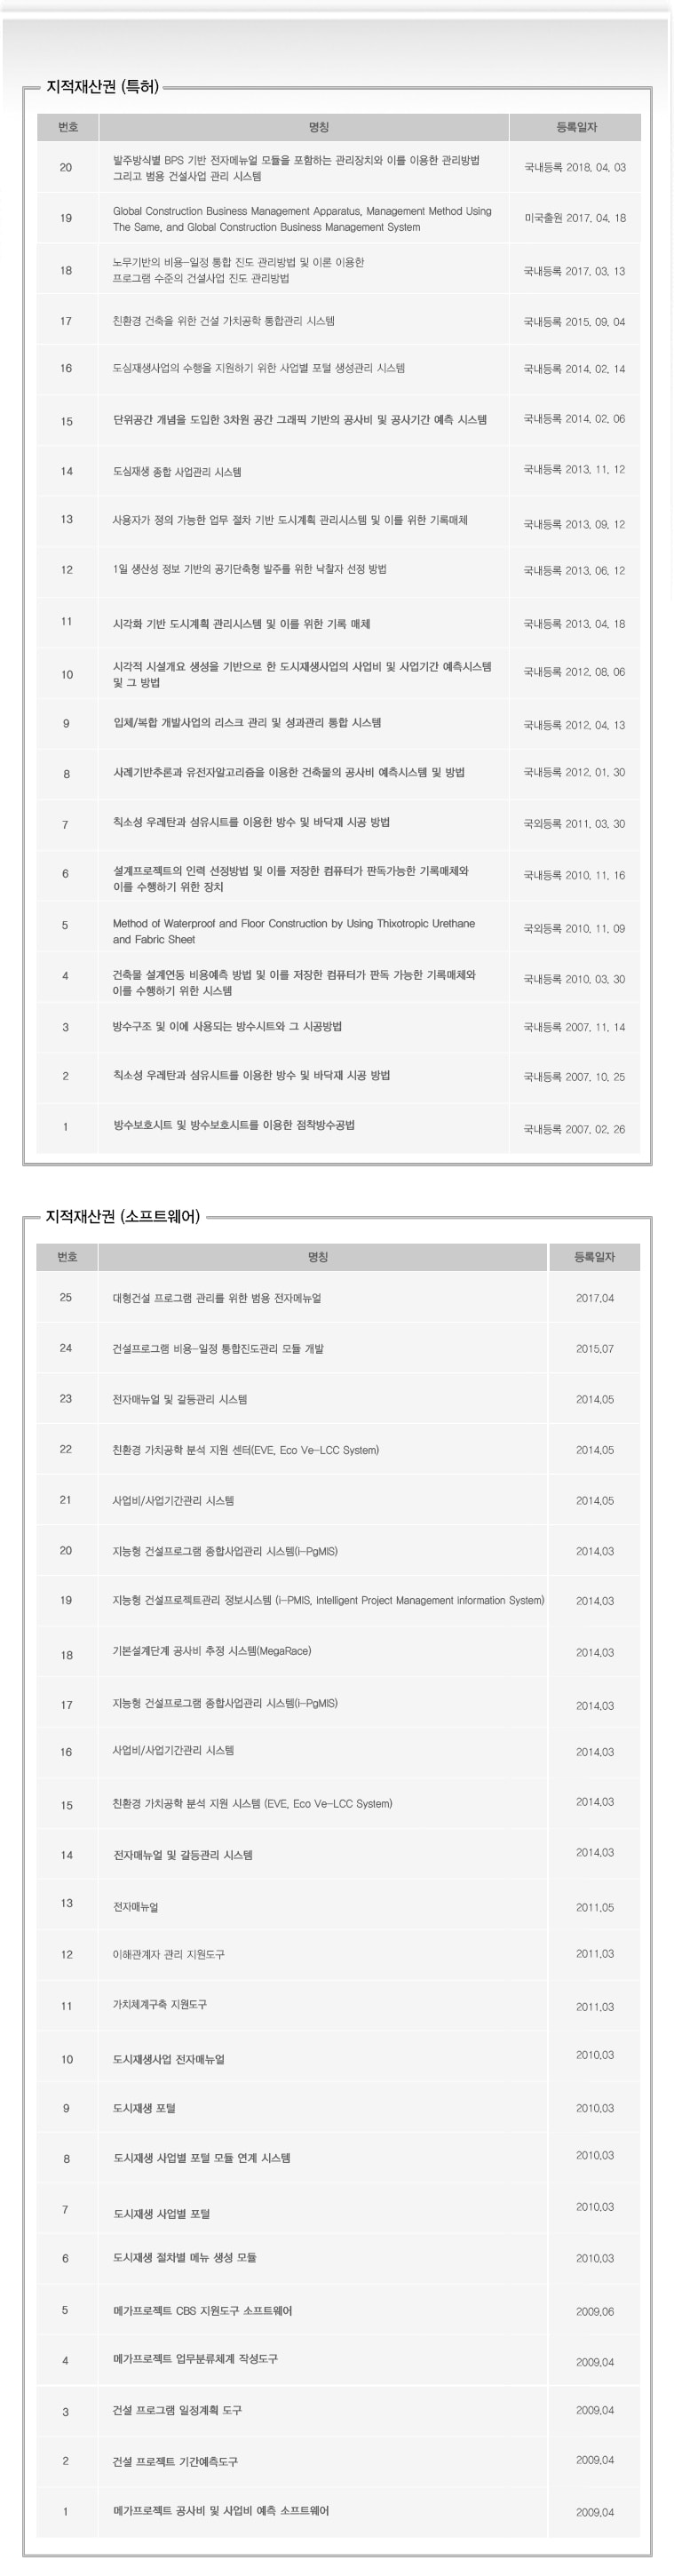 지적재산권 (특허)
번호 명칭 등록일자
20 발주방식별 BPS 기반 전자메뉴얼 모듈을 포함하는 관리장치와 이를 이용한 관리방법 국내등록 2018. 04. 03
그리고 범용 건설사업 관리 시스템
19 Global Construction Business Management Apparatus, Management Method Using 미국출원 2017. 04. 18
The Same, and Global Construction Business Management System
18 노무기반의 비용-일정 통합 진도 관리방법 및 이론 이용한 국내등록 2017. 03. 13
프로그램 수준의 건설사업 진도 관리방법
17 친환경 건축을 위한 건설 가치공학 통합관리 시스템 국내등록 2015. 09. 04
16 도심재생사업의 수행을 지원하기 위한 사업별 포털 생성관리 시스템 국내등록 2014. 02. 14
15 단위공간 개념을 도입한 3차원 공간 그래픽 기반의 공사비 및 공사기간 예측 시스템 국내등록 2014. 02. 06
14 도심재생 종합 사업관리 시스템 국내등록 2013. 11. 12
13 사용자가 정의 가능한 업무 절차 기반 도시계획 관리시스템 및 이를 위한 기록매체 국내등록 2013. 09. 12
12 1일 생산성 정보 기반의 공기단축형 발주를 위한 낙찰자 선정 방법 국내등록 2013. 06. 12
11 시각화 기반 도시계획 관리시스템 및 이를 위한 기록 매체 국내등록 2013. 04. 18
10 시각적 시설개요 생성을 기반으로 한 도시재생사업의 사업비 및 사업기간 예측시스템 국내등록 2012. 08. 06
및 그 방법
9 입체/복합 개발사업의 리스크 관리 및 성과관리 통합 시스템 국내등록 2012. 04. 13
8 사례기반추론과 유전자알고리즘을 이용한 건축물의 공사비 예측시스템 및 방법 국내등록 2012. 01. 30
7 칙소성 우레탄과 섬유시트를 이용한 방수 및 바닥재 시공 방법 국외등록 2011. 03. 30
6 설계프로젝트의 인력 선정방법 및 이를 저장한 컴퓨터가 판독가능한 기록매체와 국내등록 2010. 11. 16
이를 수행하기 위한 장치
5 Method of Waterproof and Floor Construction by Using Thixotropic Urethane 국외등록 2010. 11. 09
and Fabric Sheet
4 건축물 설계연동 비용예측 방법 및 이를 저장한 컴퓨터가 판독 가능한 기록매체와 국내등록 2010. 03. 30
이를 수행하기 위한 시스템
3 방수구조 및 이에 사용되는 방수시트와 그 시공방법 국내등록 2007. 11. 14
2 칙소성 우레탄과 섬유시트를 이용한 방수 및 바닥재 시공 방법 국내등록 2007. 10. 25
1 방수보호시트 및 방수보호시트를 이용한 점착방수공법 국내등록 2007. 02. 26
지적재산권 (소프트웨어)
번호 명칭 등록일자
25 대형건설 프로그램 관리를 위한 범용 전자메뉴얼 2017.04
24 건설프로그램 비용-일정 통합진도관리 모듈 개발 2015.07
23 전자매뉴얼 및 갈등관리 시스템 2014.05
22 친환경 가치공학 분석 지원 센터(EVE, Eco Ve-LCC System) 2014.05
21 사업비/사업기간관리 시스템 2014.05
20 지능형 건설프로그램 종합사업관리 시스템(i-PgMIS) 2014.03
19 지능형 건설프로젝트관리 정보시스템 (i-PMIS, intelligent Project Management information System) 2014.03
18 기본설계단계 공사비 추정 시스템(MegaRace) 2014.03
17 지능형 건설프로그램 종합사업관리 시스템(i-PgMIS) 2014.03
16 사업비/사업기간관리 시스템 2014.03
15 친환경 가치공학 분석 지원 시스템 (EVE, Eco Ve-LCC System) 2014.03
14 전자매뉴얼 및 갈등관리 시스템 2014.03
13 전자매뉴얼 2011.05
12 이해관계자 관리 지원도구 2011.03
11 가치체계구축 지원도구 2011.03
10 도시재생사업 전자매뉴얼 2010.03
9 도시재생 포털 2010.03
8 도시재생 사업별 포털 모듈 연계 시스템 2010.03
7 도시재생 사업별 포털 2010.03
6 도시재생 절차별 메뉴 생성 모듈 2010.03
5 메가프로젝트 CBS 지원도구 소프트웨어 2009.06
4 메가프로젝트 업무분류체계 작성도구 2009.04
3 건설 프로그램 일정계획 도구 2009.04
2 건설 프로젝트 기간예측도구 2009.04
1 메가프로젝트 공사비 및 사업비 예측 소프트웨어 2009.04